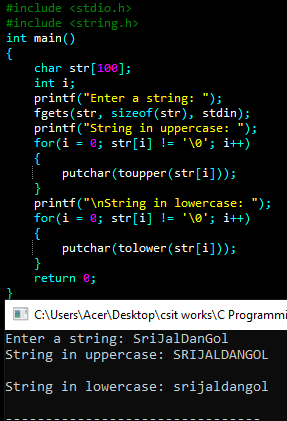 #include <stdio.h>
#include <string.h>
int main()
{
    char str[100];
    int i;
    printf("Enter a string: ");
    fgets(str, sizeof(str), stdin);
    printf("String in uppercase: ");
    for(i = 0; str[i] != '\0'; i++)
    {
        putchar(toupper(str[i]));
    }
    printf("\nString in lowercase: ");
    for(i = 0; str[i] != '\0'; i++)
    {
        putchar(tolower(str[i]));
    }
    return 0;
}
C:\Users\Acer\Desktop\csit works\C Programmi
Enter a string: SriJalDanGol
String in uppercase: SRIJALDANGOL

String in lowercase: srijaldangol

--------------------------------